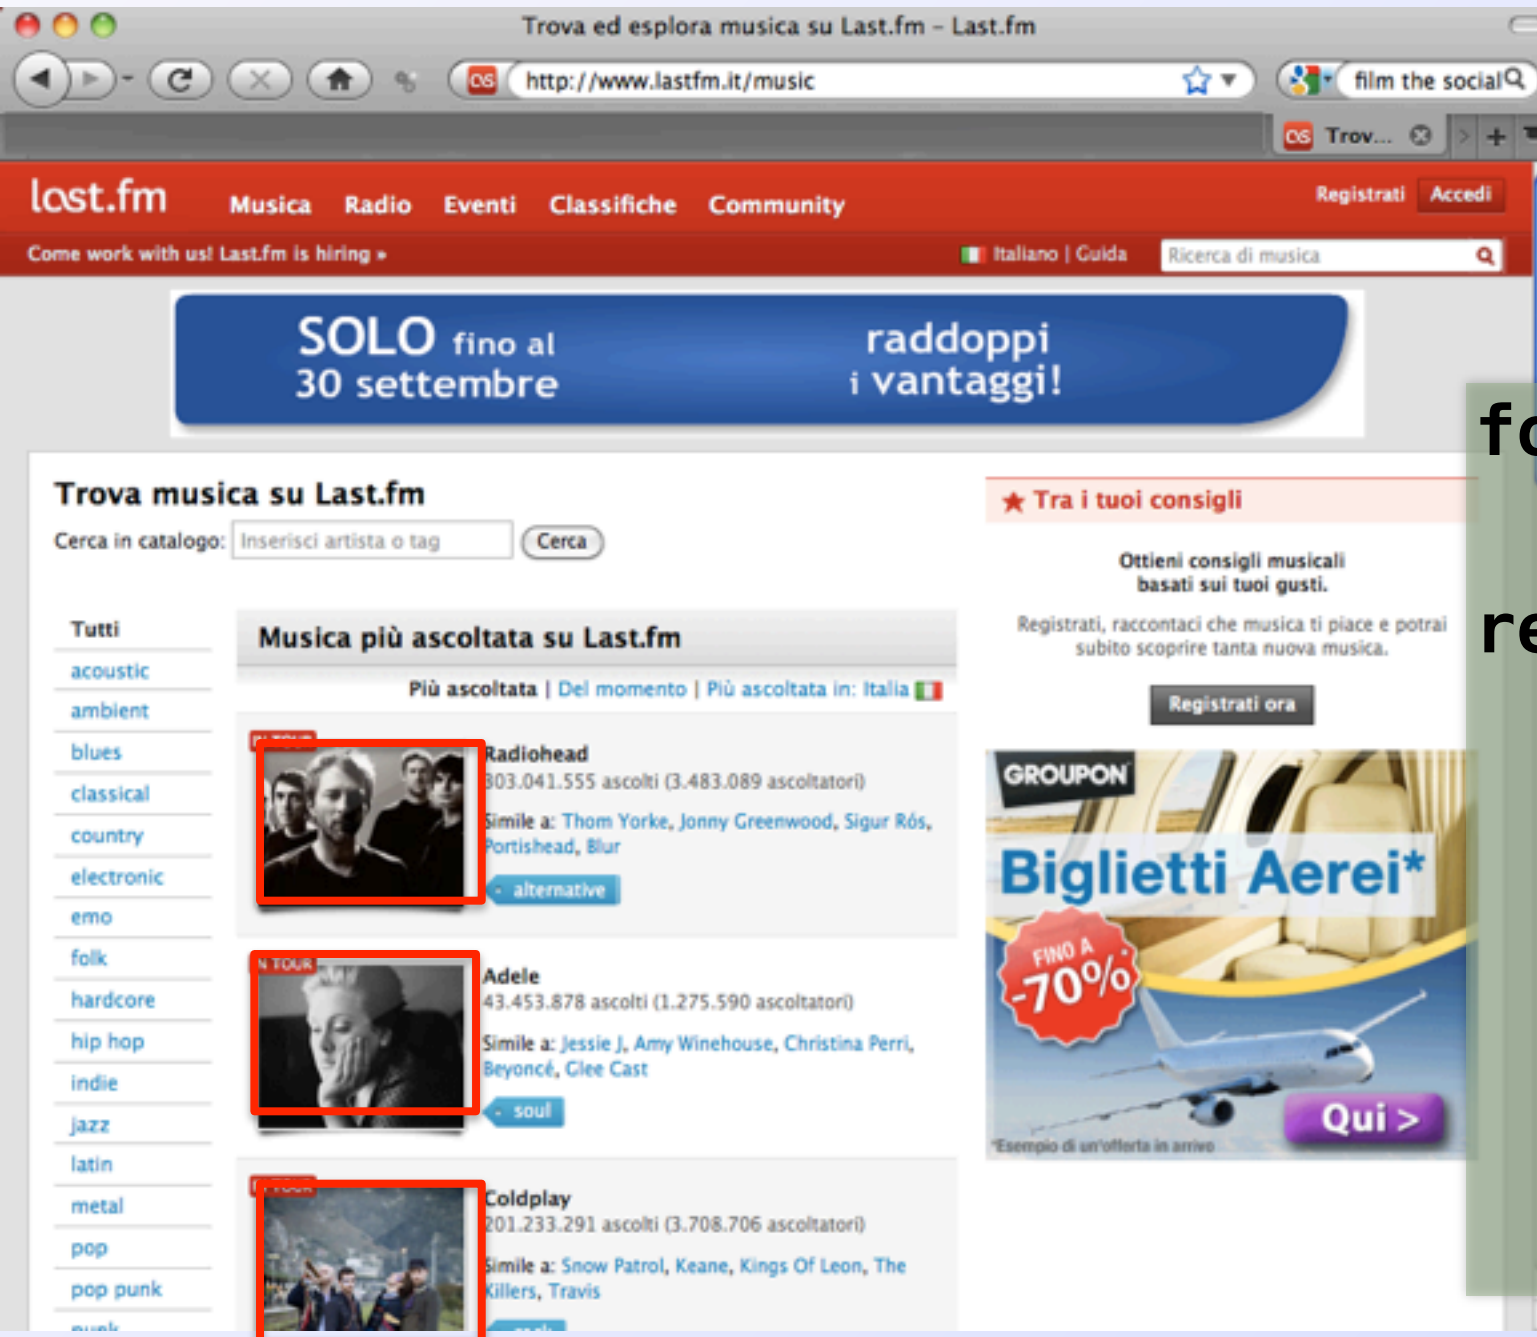 Trova ed esplora musica su Last.fm – Last.fm
http://www.lastfm.it/music
film the social
Trov...
last.fm
Musica Radio Eventi Classifiche Community
Registrati Accedi
Come work with us! Last.fm is hiring »
Italiano | Guida
Ricerca di musica
SOLO fino al
30 settembre
raddoppi
i vantaggi!
Trova musica su Last.fm
Cerca in catalogo: Inserisci artista o tag Cerca
Tutti
acoustic
ambient
blues
classical
country
electronic
emo
folk
hardcore
hip hop
indie
jazz
latin
metal
pop
pop punk
punk
Musica più ascoltata su Last.fm
Più ascoltata | Del momento | Più ascoltata in: Italia
Radiohead
303.041.555 ascolti (3.483.089 ascoltatori)
Simile a: Thom Yorke, Jonny Greenwood, Sigur Rós,
Portishead, Blur
alternative
IN TOUR
Adele
43.453.878 ascolti (1.275.590 ascoltatori)
Simile a: Jessie J, Amy Winehouse, Christina Perri,
Beyoncé, Glee Cast
soul
Coldplay
201.233.291 ascolti (3.708.706 ascoltatori)
Simile a: Snow Patrol, Keane, Kings Of Leon, The
Killers, Travis
Tra i tuoi consigli
Ottieni consigli musicali
basati sui tuoi gusti.
Registrati, raccontaci che musica ti piace e potrai
subito scoprire tanta nuova musica.
Registrati ora
GROUPON
Biglietti Aerei*
FINO A
-70%
Qui >
*Esempio di un'offerta in arrivo
fo
re